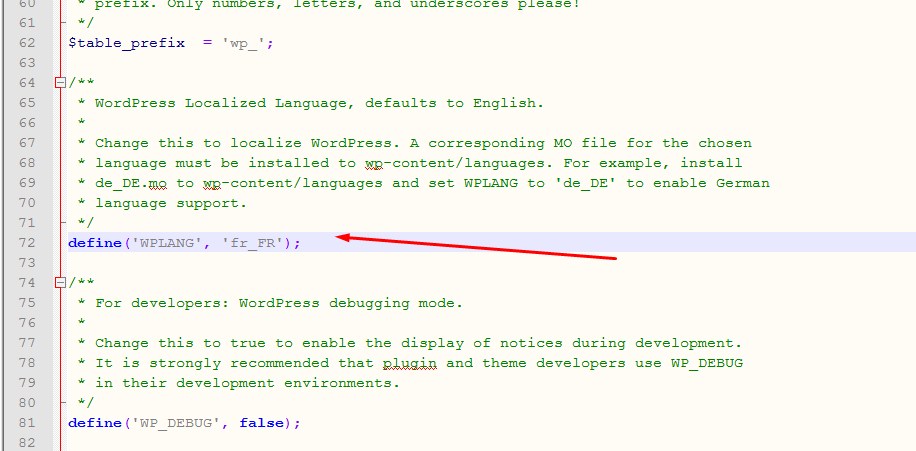 60 * prefix. Only numbers, letters, and underscores please!
61 */
62 $table_prefix  = 'wp_';
63
64 /**
65 * WordPress Localized Language, defaults to English.
66 *
67 * Change this to localize WordPress. A corresponding MO file for the chosen
68 * language must be installed to wp-content/languages. For example, install
69 * de_DE.mo to wp-content/languages and set WPLANG to 'de_DE' to enable German
70 * language support.
71 */
72 define('WPLANG', 'fr_FR');
73
74 /**
75 * For developers: WordPress debugging mode.
76 *
77 * Change this to true to enable the display of notices during development.
78 * It is strongly recommended that plugin and theme developers use WP_DEBUG
79 * in their development environments.
80 */
81 define('WP_DEBUG', false);
82